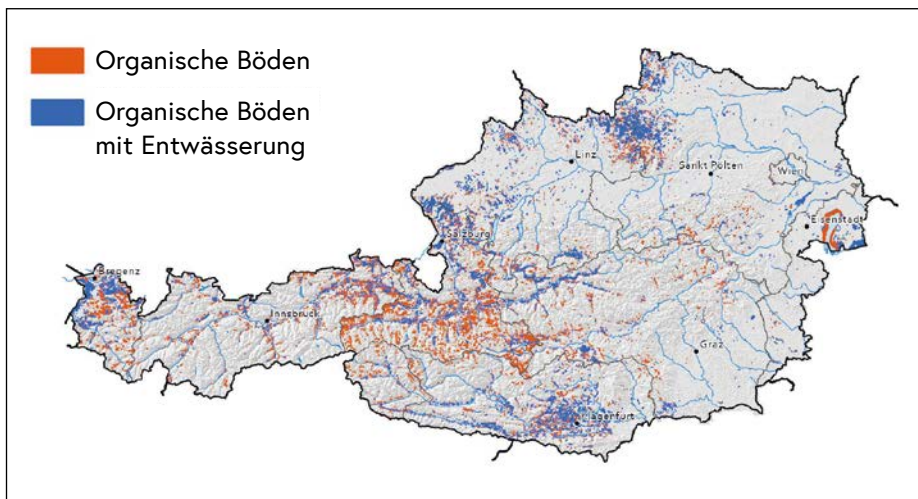 Organische Böden
Organische Böden
mit Entwässerung
Linz
Sankt Pölten
Wien
Eisenstadt
Salzburg
Bregenz
Innsbruck
Graz
Klagenfurt